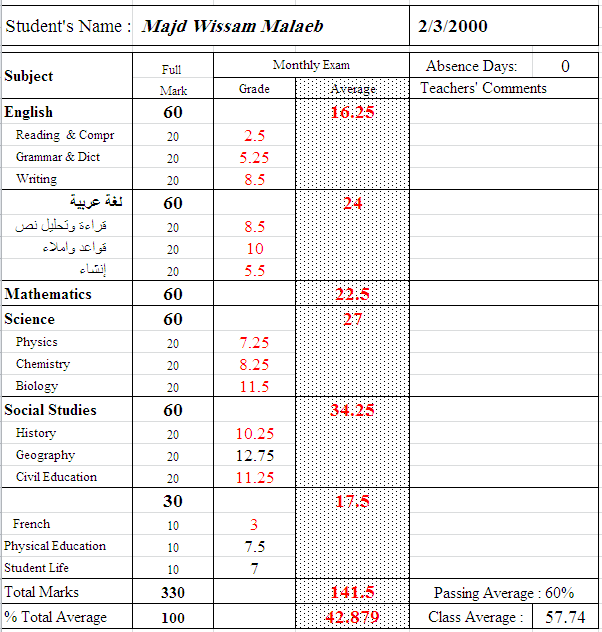 Student's Name : Majd Wissam Malaeb 2/3/2000
Subject Full Mark Monthly Exam Absence Days: 0
Grade Average Teachers' Comments
English 60 16.25
Reading & Compr 20 2.5
Grammar & Dict 20 5.25
Writing 20 8.5
لغة عربية 60 24
قراءة وتحليل نص 20 8.5
قواعد واملاء 20 10
إنشاء 20 5.5
Mathematics 60 22.5
Science 60 27
Physics 20 7.25
Chemistry 20 8.25
Biology 20 11.5
Social Studies 60 34.25
History 20 10.25
Geography 20 12.75
Civil Education 20 11.25
30 17.5
French 10 3
Physical Education 10 7.5
Student Life 10 7
Total Marks 330 141.5 Passing Average : 60%
% Total Average 100 42.879 Class Average : 57.74